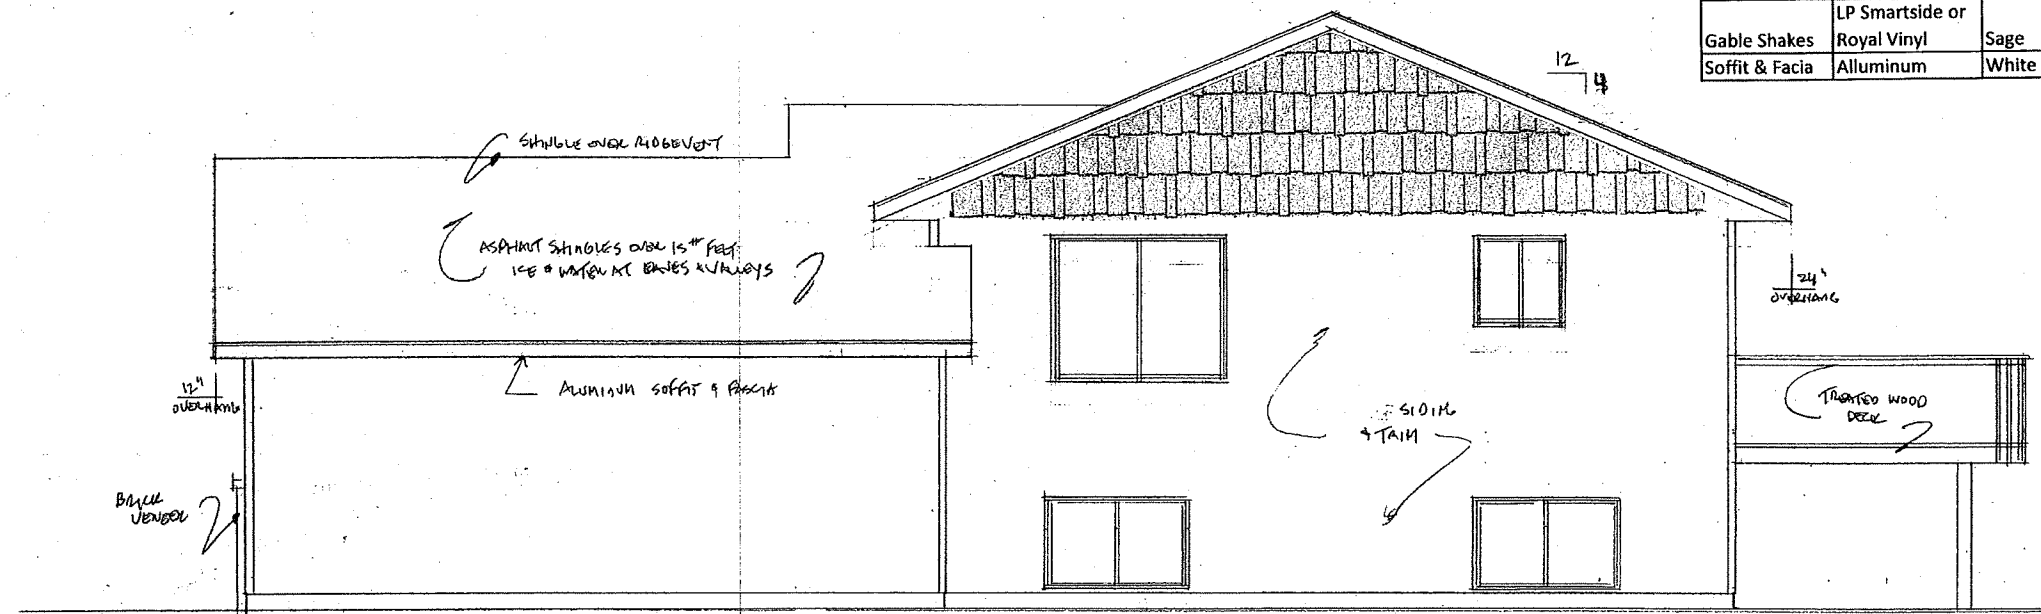 LP Smartside or
Gable Shakes Royal Vinyl Sage
Soffit & Facia Alluminum White
12
4
SHINGLE OVER RIDGEVENT
ASPHALT SHINGLES OVER 15# FELT
ICE & WATER AT EAVES & VALLEYS
24"
OVERHANG
12"
OVERHANG
ALUMINUM SOFFIT & FASCIA
TREATED WOOD
DECK
SIDING
& TRIM
BRICK
VENEER